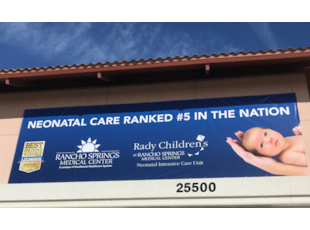 NEONATAL CARE RANKED #5 IN THE NATION
BEST
RANCHO SPRINGS
MEDICAL CENTER
Rady Children's
at RANCHO SPRINGS
MEDICAL CENTER
Neonatal Intensive Care Unit
25500